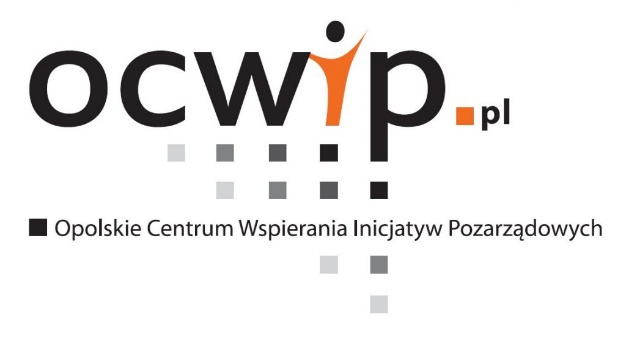 ocwip.pl
Opolskie Centrum Wspierania Inicjatyw Pozarządowych